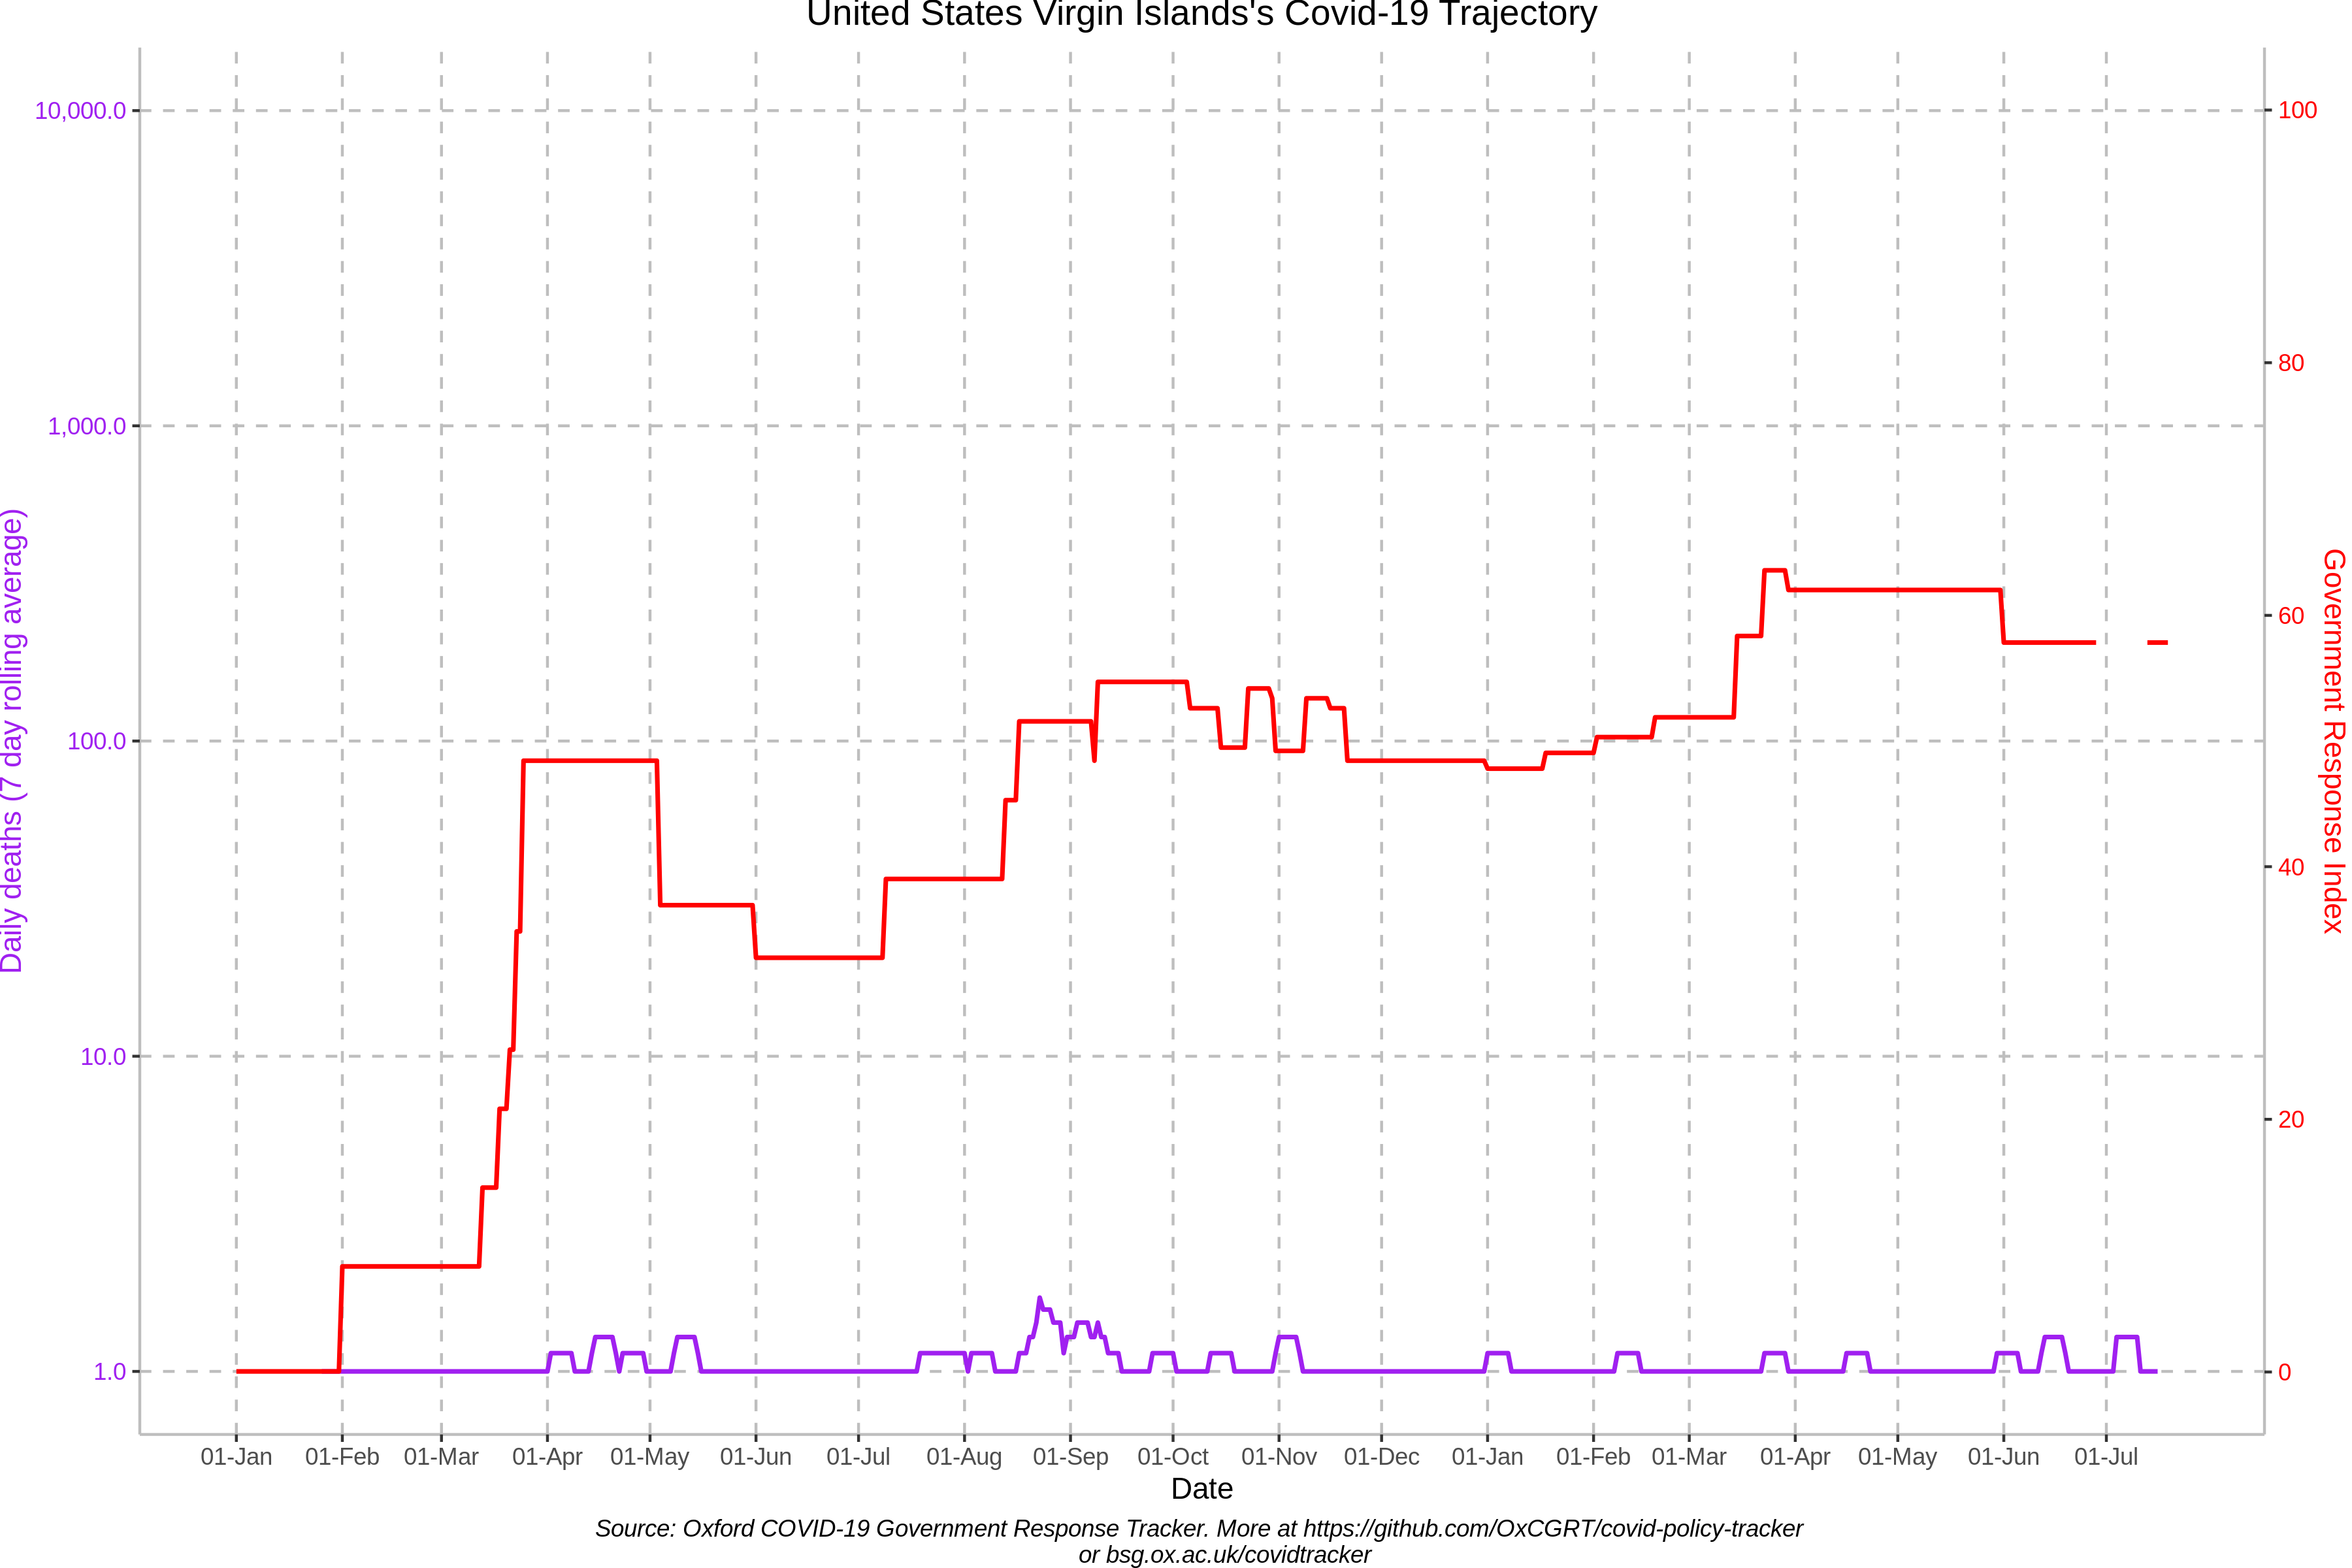 United States Virgin Islands's Covid-19 Trajectory
10,000.0
1,000.0
100.0
10.0
1.0
Daily deaths (7 day rolling average)
100
80
60
40
20
0
Government Response Index
01-Jan 01-Feb 01-Mar 01-Apr 01-May 01-Jun 01-Jul 01-Aug 01-Sep 01-Oct 01-Nov 01-Dec 01-Jan 01-Feb 01-Mar 01-Apr 01-May 01-Jun 01-Jul
Date
Source: Oxford COVID-19 Government Response Tracker. More at https://github.com/OxCGRT/covid-policy-tracker
or bsg.ox.ac.uk/covidtracker